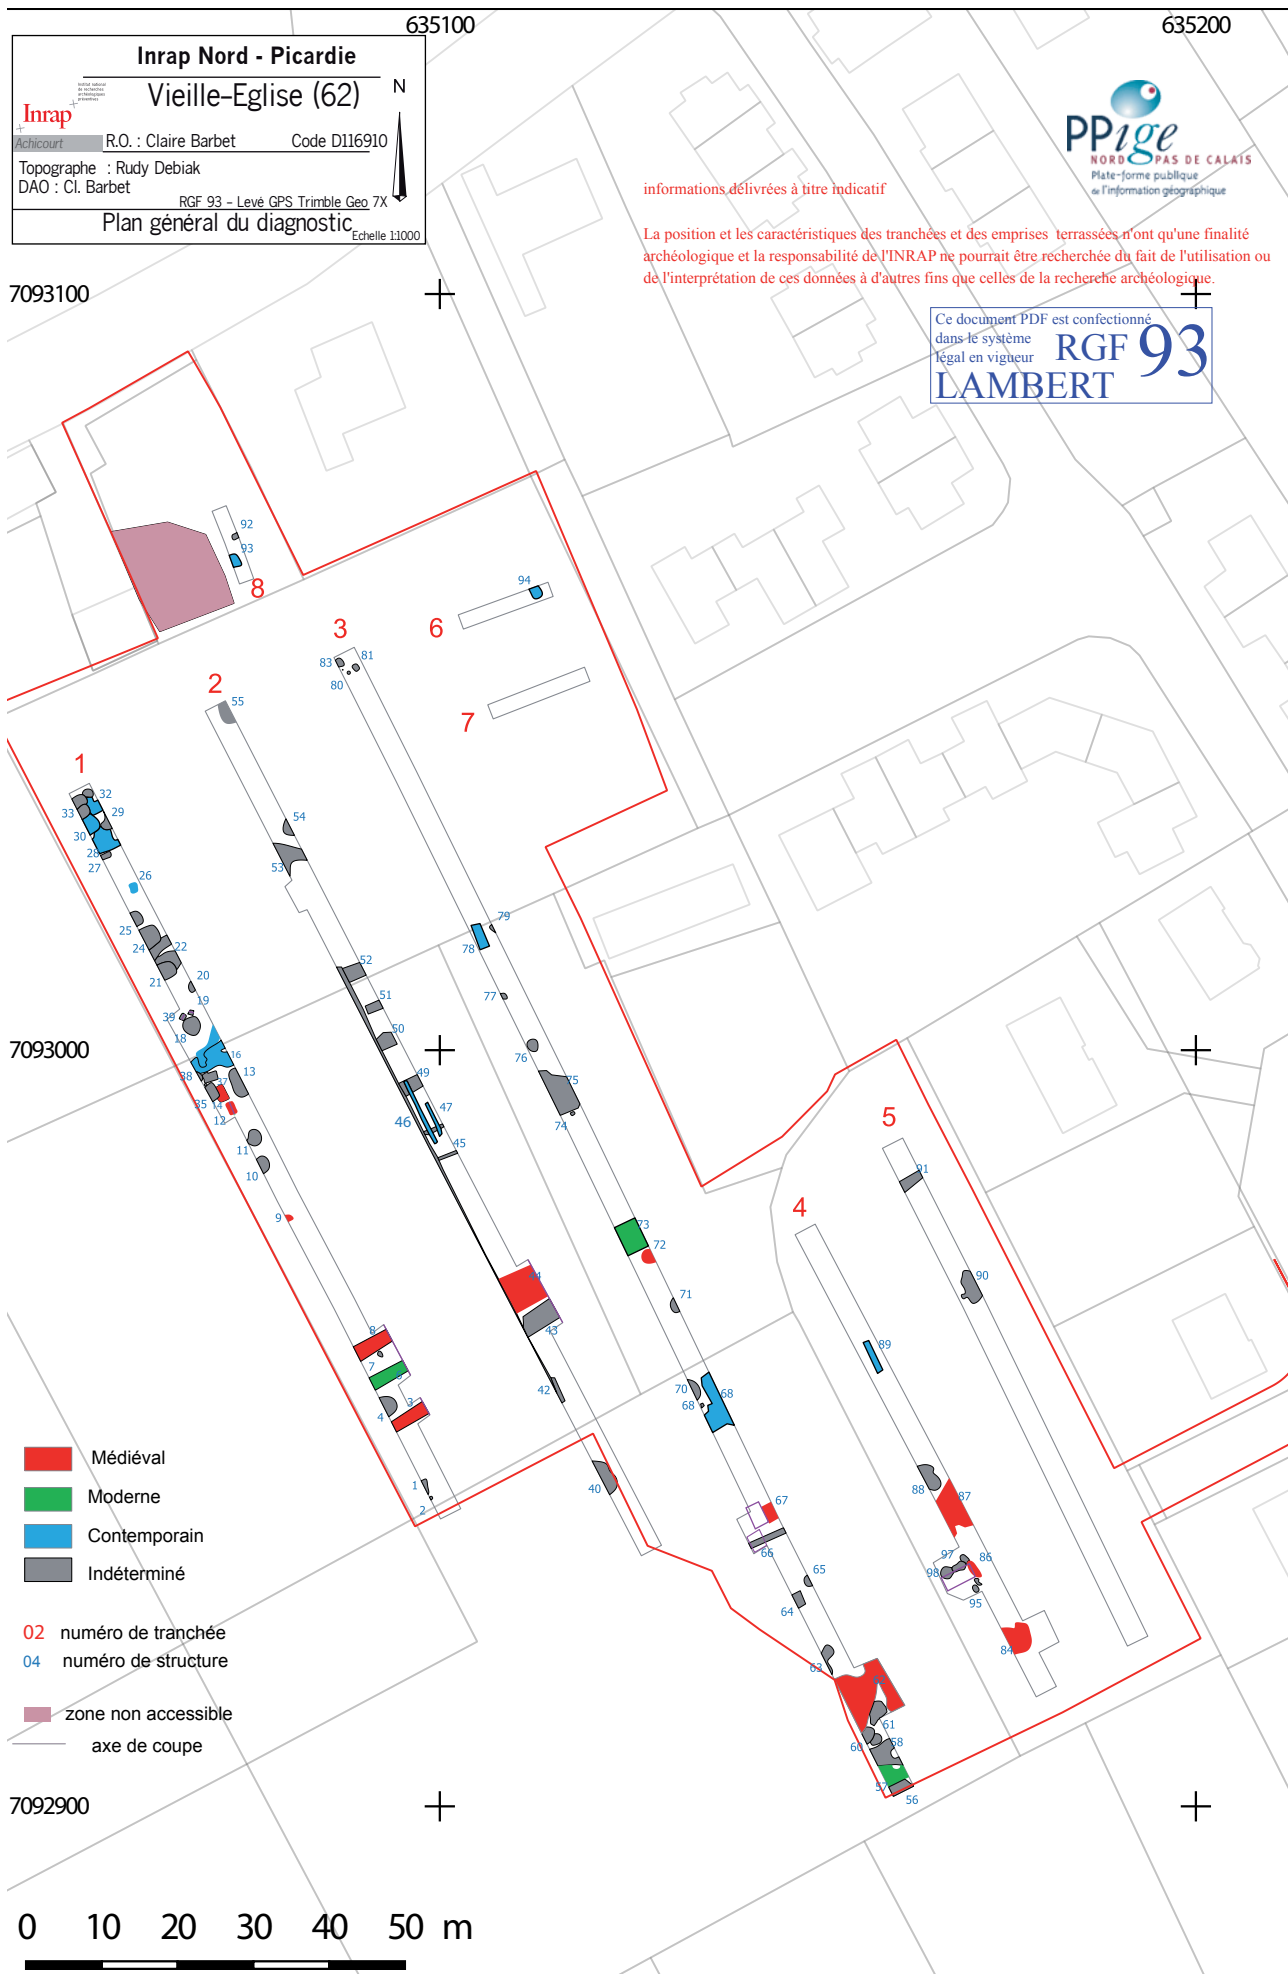 635100
635200
Inrap Nord - Picardie
Vieille-Eglise (62)
N
Institut national
de recherches
archéologiques
préventives
Inrap
Achicourt
R.O. : Claire Barbet
Code D116910
Topographe : Rudy Debiak
DAO : Cl. Barbet
RGF 93 - Levé GPS Trimble Geo 7X
Plan général du diagnostic
Echelle 1:1000
PPige
NORD PAS DE CALAIS
Plate-forme publique
de l'information géographique
informations délivrées à titre indicatif
La position et les caractéristiques des tranchées et des emprises terrassées n'ont qu'une finalité
archéologique et la responsabilité de l'INRAP ne pourrait être recherchée du fait de l'utilisation ou
de l'interprétation de ces données à d'autres fins que celles de la recherche archéologique.
7093100
Ce document PDF est confectionné
dans le système
légal en vigueur
RGF 93
LAMBERT
92
93
8
94
6
3
83
81
80
7
2
55
1
32
33
29
30
28
27
26
54
53
25
24
22
21
20
19
39
18
79
78
52
51
77
50
7093000
16
38
13
37
35
14
12
49
47
46
45
76
75
74
11
10
9
5
91
4
73
72
90
44
43
71
8
7
6
89
3
4
42
70
68
68
1
2
40
88
87
67
66
97
86
98
95
65
64
84
63
61
60
58
57
56
Médiéval
Moderne
Contemporain
Indéterminé
02 numéro de tranchée
04 numéro de structure
zone non accessible
axe de coupe
7092900
0 10 20 30 40 50 m